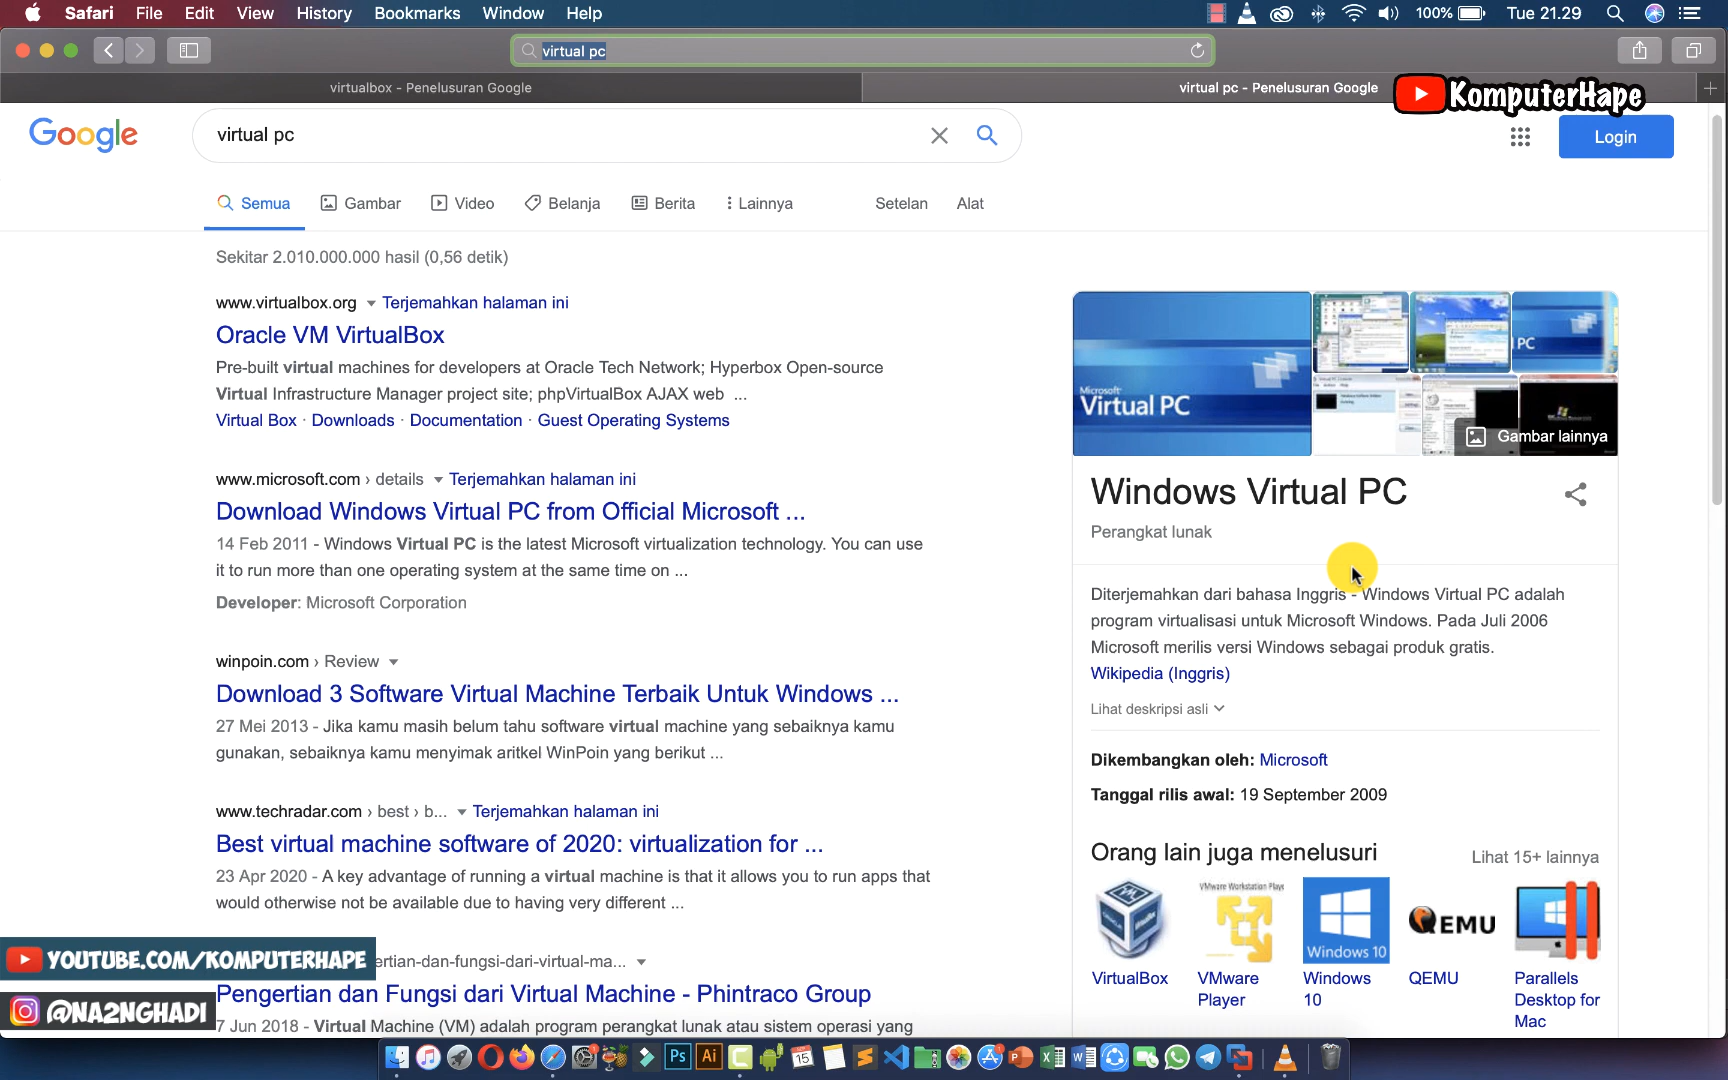 Safari File Edit View History Bookmarks Window Help 100% Tue 21.29
virtual pc
virtualbox - Penelusuran Google
virtual pc - Penelusuran Google
KomputerHape
Google
virtual pc
Login
Semua Gambar Video Belanja Berita Lainnya Setelan Alat
Sekitar 2.010.000.000 hasil (0,56 detik)
www.virtualbox.org Terjemahkan halaman ini
Oracle VM VirtualBox
Pre-built virtual machines for developers at Oracle Tech Network; Hyperbox Open-source
Virtual Infrastructure Manager project site; phpVirtualBox AJAX web ...
Virtual Box · Downloads · Documentation · Guest Operating Systems
www.microsoft.com › details Terjemahkan halaman ini
Download Windows Virtual PC from Official Microsoft ...
14 Feb 2011 - Windows Virtual PC is the latest Microsoft virtualization technology. You can use
it to run more than one operating system at the same time on ...
Developer: Microsoft Corporation
winpoin.com › Review
Download 3 Software Virtual Machine Terbaik Untuk Windows ...
27 Mei 2013 - Jika kamu masih belum tahu software virtual machine yang sebaiknya kamu
gunakan, sebaiknya kamu menyimak aritkel WinPoin yang berikut ...
www.techradar.com › best › b... Terjemahkan halaman ini
Best virtual machine software of 2020: virtualization for ...
23 Apr 2020 - A key advantage of running a virtual machine is that it allows you to run apps that
would otherwise not be available due to having very different ...
ertian-dan-fungsi-dari-virtual-ma...
Pengertian dan Fungsi dari Virtual Machine - Phintraco Group
7 Jun 2018 - Virtual Machine (VM) adalah program perangkat lunak atau sistem operasi yang
Microsoft
Virtual PC
PC
Gambar lainnya
Windows Virtual PC
Perangkat lunak
Diterjemahkan dari bahasa Inggris - Windows Virtual PC adalah
program virtualisasi untuk Microsoft Windows. Pada Juli 2006
Microsoft merilis versi Windows sebagai produk gratis.
Wikipedia (Inggris)
Lihat deskripsi asli
Dikembangkan oleh: Microsoft
Tanggal rilis awal: 19 September 2009
Orang lain juga menelusuri
Lihat 15+ lainnya
VMware Workstation Playe
Windows 10
QEMU
VirtualBox
VMware
Player
Windows
10
QEMU
Parallels
Desktop for
Mac
YOUTUBE.COM/KOMPUTERHAPE
@NA2NGHADI
Ps
Ai
15